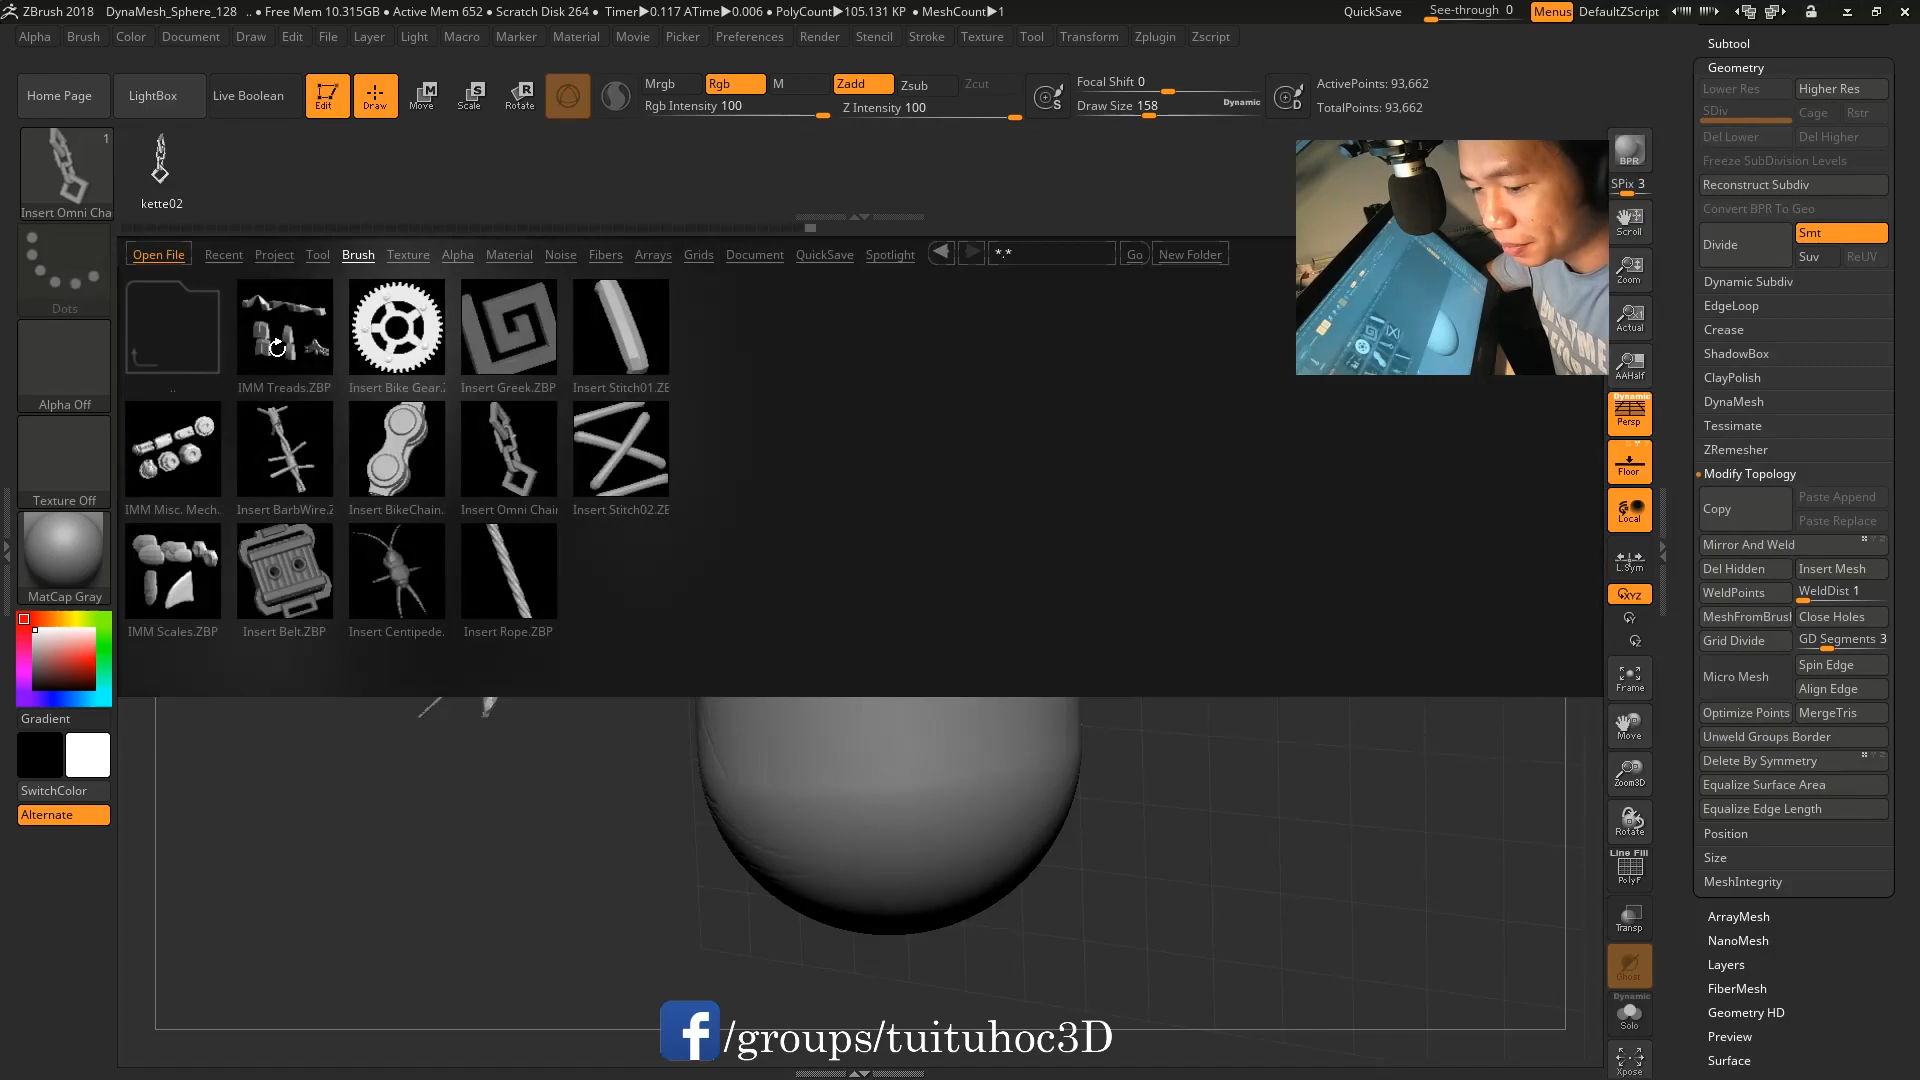 ZBrush 2018 DynaMesh_Sphere_128 .. • Free Mem 10.315GB • Active Mem 652 • Scratch Disk 264 • Timer▶0.117 ATime▶0.006 • PolyCount▶105.131 KP • MeshCount▶1 QuickSave See-through 0 Menus DefaultZScript
Alpha Brush Color Document Draw Edit File Layer Light Macro Marker Material Movie Picker Preferences Render Stencil Stroke Texture Tool Transform Zplugin Zscript
Home Page LightBox Live Boolean Edit Draw Move Scale Rotate
Mrgb Rgb M Zadd Zsub Zcut
Rgb Intensity 100 Z Intensity 100
Focal Shift 0
Draw Size 158 Dynamic
S D
ActivePoints: 93,662
TotalPoints: 93,662
1
Insert Omni Cha
kette02
Dots
Alpha Off
Texture Off
MatCap Gray
Gradient
SwitchColor
Alternate
Open File Recent Project Tool Brush Texture Alpha Material Noise Fibers Arrays Grids Document QuickSave Spotlight *.* Go New Folder
.. IMM Treads.ZBP Insert Bike Gear.Z Insert Greek.ZBP Insert Stitch01.ZE
IMM Misc. Mech. Insert BarbWire.Z Insert BikeChain. Insert Omni Chain Insert Stitch02.ZE
IMM Scales.ZBP Insert Belt.ZBP Insert Centipede. Insert Rope.ZBP
BPR
SPix 3
Scroll
Zoom
Actual
AAHalf
Dynamic
Persp
Floor
Local
L.Sym
XYZ
Frame
Move
Zoom3D
Rotate
Line Fill
PolyF
Transp
Ghost
Dynamic
Solo
Xpose
Subtool
Geometry
Lower Res Higher Res
SDiv Cage Rstr
Del Lower Del Higher
Freeze SubDivision Levels
Reconstruct Subdiv
Convert BPR To Geo
Divide Smt
Suv ReUV
Dynamic Subdiv
EdgeLoop
Crease
ShadowBox
ClayPolish
DynaMesh
Tessimate
ZRemesher
Modify Topology
Copy Paste Append
Paste Replace
Mirror And Weld
Del Hidden Insert Mesh
WeldPoints WeldDist 1
MeshFromBrusl Close Holes
Grid Divide GD Segments 3
Micro Mesh Spin Edge
Align Edge
Optimize Points MergeTris
Unweld Groups Border
Delete By Symmetry
Equalize Surface Area
Equalize Edge Length
Position
Size
MeshIntegrity
ArrayMesh
NanoMesh
Layers
FiberMesh
Geometry HD
Preview
Surface
f /groups/tuituhoc3D